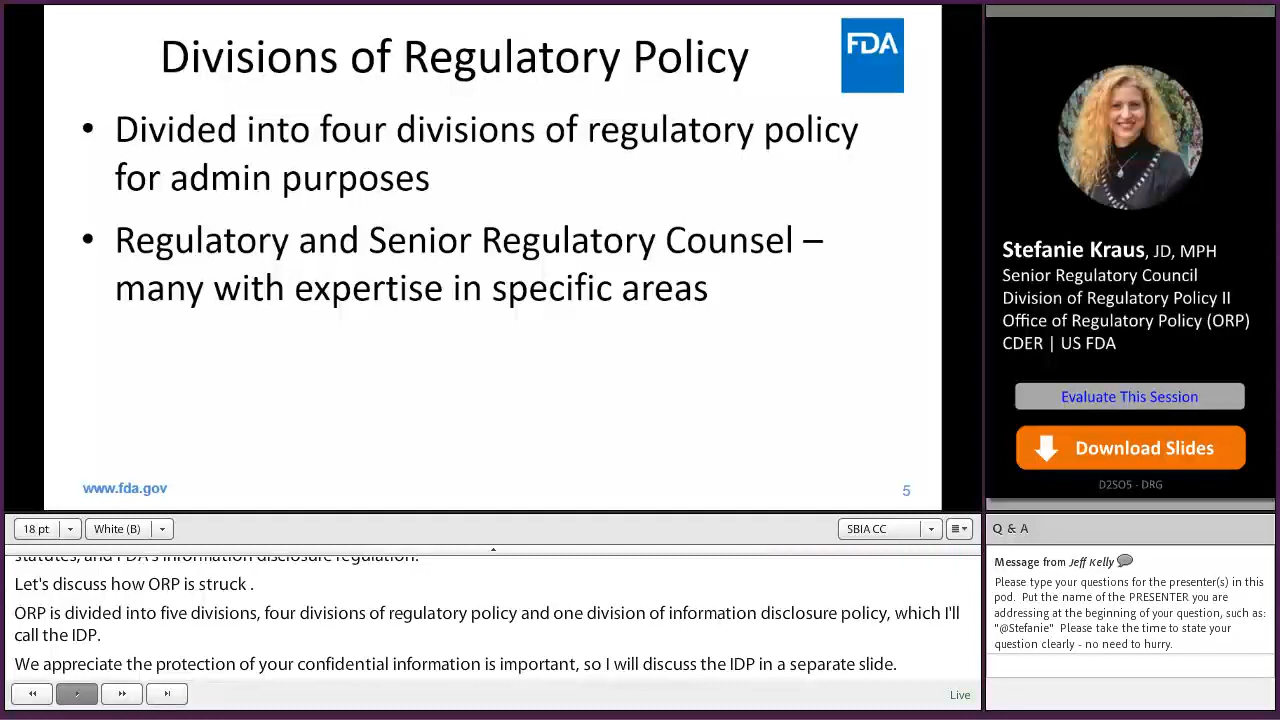 Divisions of Regulatory Policy
FDA
• Divided into four divisions of regulatory policy
for admin purposes
• Regulatory and Senior Regulatory Counsel –
many with expertise in specific areas
www.fda.gov
5
Stefanie Kraus, JD, MPH
Senior Regulatory Council
Division of Regulatory Policy II
Office of Regulatory Policy (ORP)
CDER | US FDA
Evaluate This Session
Download Slides
D2SO5 - DRG
18 pt
White (B)
SBIA CC
statutes, and FDA's information disclosure regulation.
Let's discuss how ORP is struck .
ORP is divided into five divisions, four divisions of regulatory policy and one division of information disclosure policy, which I'll
call the IDP.
We appreciate the protection of your confidential information is important, so I will discuss the IDP in a separate slide.
Live
Q & A
Message from Jeff Kelly
Please type your questions for the presenter(s) in this
pod. Put the name of the PRESENTER you are
addressing at the beginning of your question, such as:
"@Stefanie" Please take the time to state your
question clearly - no need to hurry.